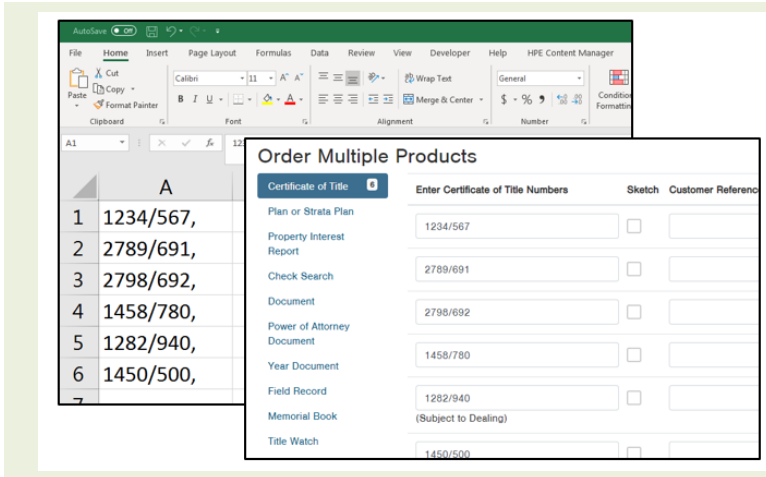 AutoSave Off
File Home Insert Page Layout Formulas Data Review View Developer Help HPE Content Manager
Paste
Cut
Copy
Format Painter
Clipboard
Calibri 11 A^ A˅
B I U A
Font
Wrap Text
Merge & Center
Alignment
General
$ % 9
Number
Condition
Formattin
A1 fx 12
A
1 1234/567,
2 2789/691,
3 2798/692,
4 1458/780,
5 1282/940,
6 1450/500,
7
Order Multiple Products
Certificate of Title 6
Plan or Strata Plan
Property Interest
Report
Check Search
Document
Power of Attorney
Document
Year Document
Field Record
Memorial Book
Title Watch
Enter Certificate of Title Numbers Sketch Customer Reference
1234/567
2789/691
2798/692
1458/780
1282/940
(Subject to Dealing)
1450/500